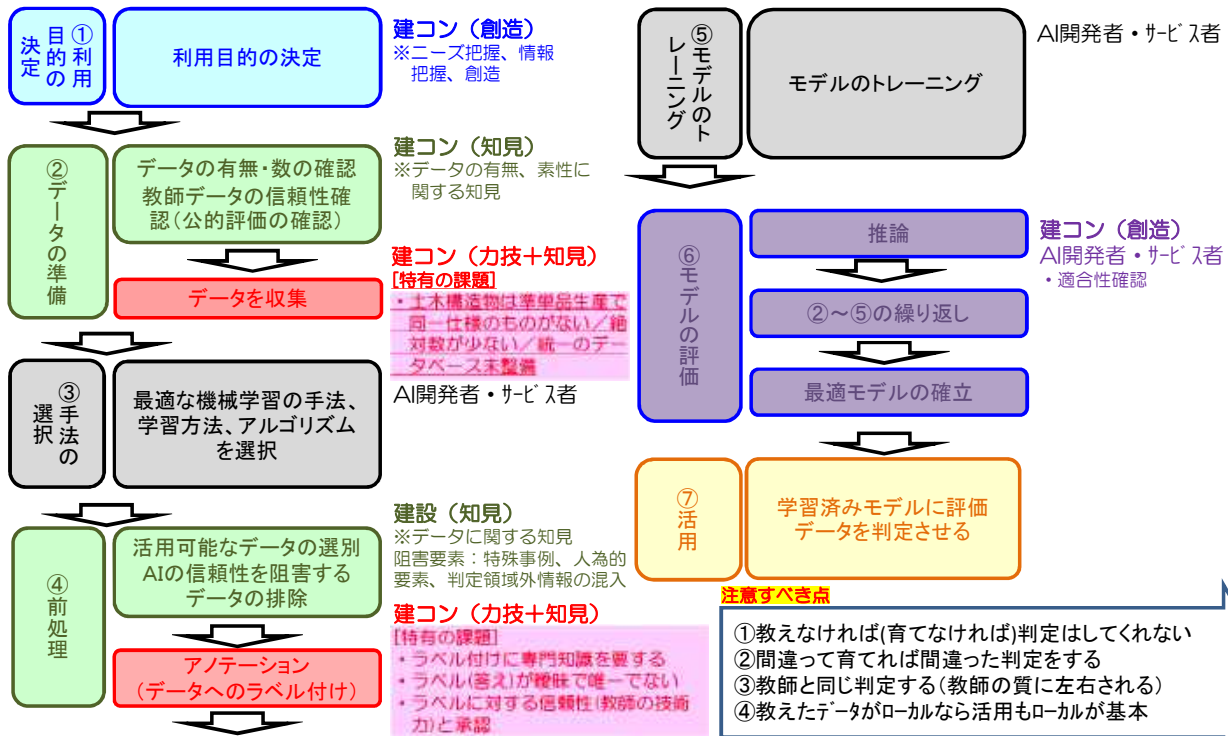 ①利用
目的の
決定
利用目的の決定
建コン（創造）
※ニーズ把握、情報
把握、創造
②データの準備
データの有無・数の確認
教師データの信頼性確
認（公的評価の確認）
建コン（知見）
※データの有無、素性に
関する知見
データを収集
建コン（力技＋知見）
[特有の課題]
・土木構造物は準単品生産で
同一仕様のものがない／絶
対数が少ない／統一のデー
タベース未整備
③手法の
選択
最適な機械学習の手法、
学習方法、アルゴリズム
を選択
AI開発者・ｻｰﾋﾞｽ者
④前処理
活用可能なデータの選別
AIの信頼性を阻害する
データの排除
建設（知見）
※データに関する知見
阻害要素：特殊事例、人為的
要素、判定領域外情報の混入
アノテーション
（データへのラベル付け）
建コン（力技＋知見）
[特有の課題]
・ラベル付けに専門知識を要する
・ラベル(答え)が曖昧で唯一でない
・ラベルに対する信頼性(教師の技術
力)と承認
⑤モデルのト
レーニング
モデルのトレーニング
AI開発者・ｻｰﾋﾞｽ者
⑥モデルの評価
推論
②～⑤の繰り返し
最適モデルの確立
建コン（創造）
AI開発者・ｻｰﾋﾞｽ者
・適合性確認
⑦活用
学習済みモデルに評価
データを判定させる
注意すべき点
①教えなければ(育てなければ)判定はしてくれない
②間違って育てれば間違った判定をする
③教師と同じ判定する(教師の質に左右される)
④教えたﾃﾞｰﾀがﾛｰｶﾙなら活用もﾛｰｶﾙが基本